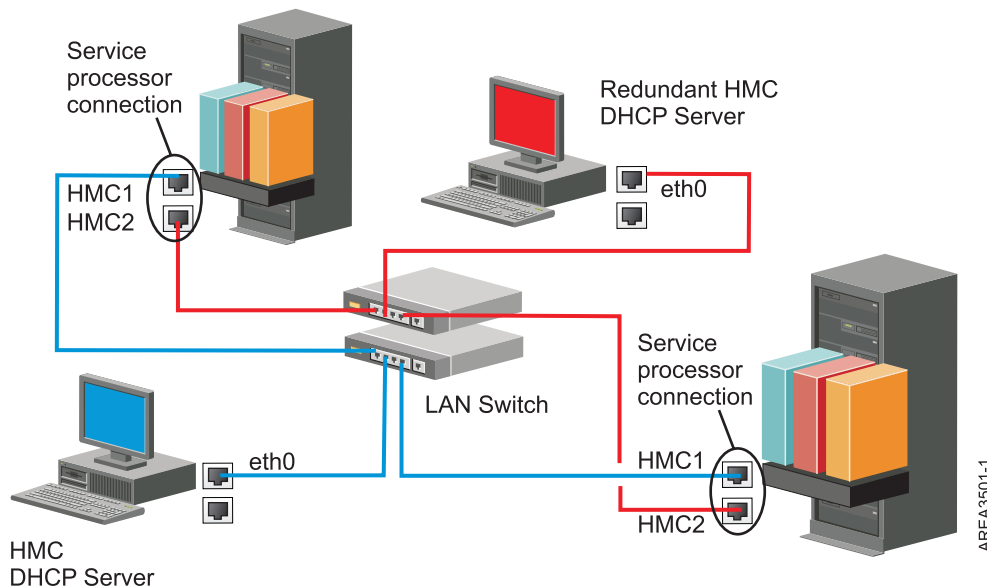 Service
processor
connection
HMC1
HMC2
Redundant HMC
DHCP Server
eth0
LAN Switch
Service
processor
connection
HMC1
HMC2
eth0
HMC
DHCP Server
AREA3501-1